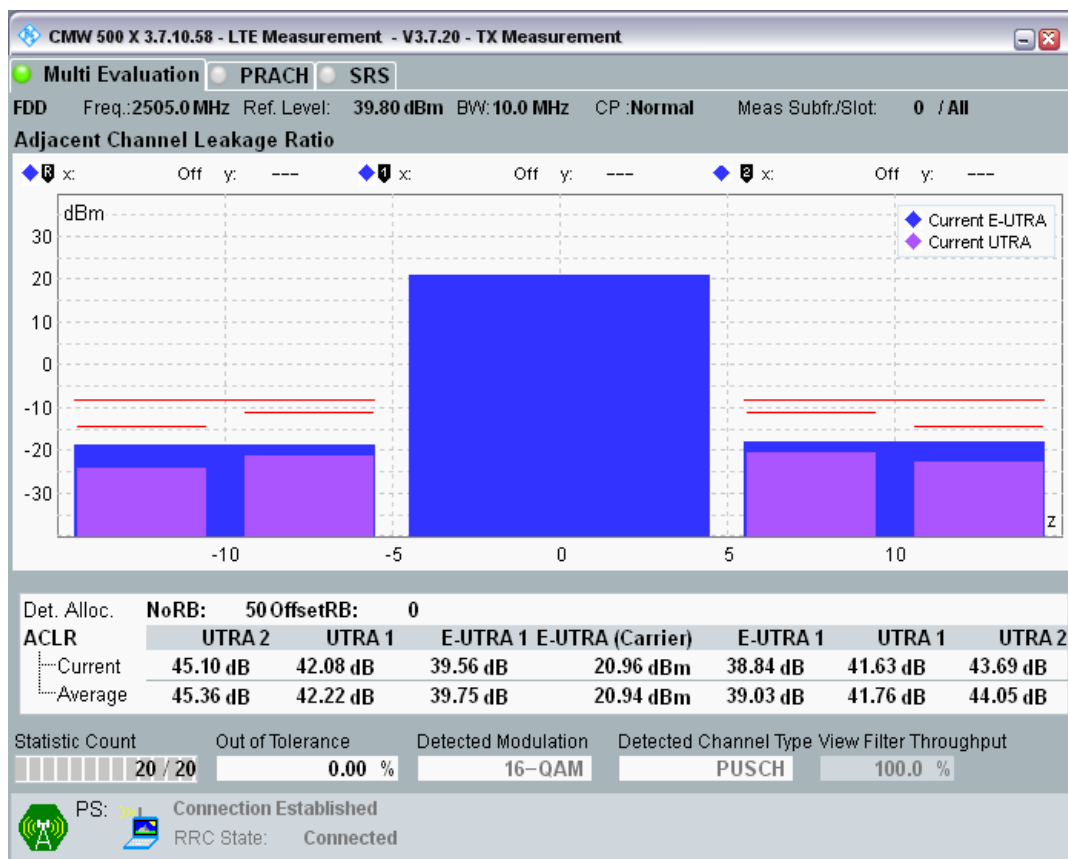 CMW 500 X 3.7.10.58 - LTE Measurement - V3.7.20 - TX Measurement
Multi Evaluation PRACH SRS
FDD Freq.:2505.0 MHz Ref. Level: 39.80 dBm BW: 10.0 MHz CP :Normal Meas Subfr./Slot: 0 / All
Adjacent Channel Leakage Ratio
R x: Off y: --- 1 x: Off y: --- 2 x: Off y: ---
dBm
Current E-UTRA
Current UTRA
30
20
10
0
-10
-20
-30
z
-10 -5 0 5 10
Det. Alloc. NoRB: 50 OffsetRB: 0
ACLR UTRA 2 UTRA 1 E-UTRA 1 E-UTRA (Carrier) E-UTRA 1 UTRA 1 UTRA 2
Current 45.10 dB 42.08 dB 39.56 dB 20.96 dBm 38.84 dB 41.63 dB 43.69 dB
Average 45.36 dB 42.22 dB 39.75 dB 20.94 dBm 39.03 dB 41.76 dB 44.05 dB
Statistic Count Out of Tolerance Detected Modulation Detected Channel Type View Filter Throughput
20 / 20 0.00 % 16-QAM PUSCH 100.0 %
PS: Connection Established
RRC State: Connected